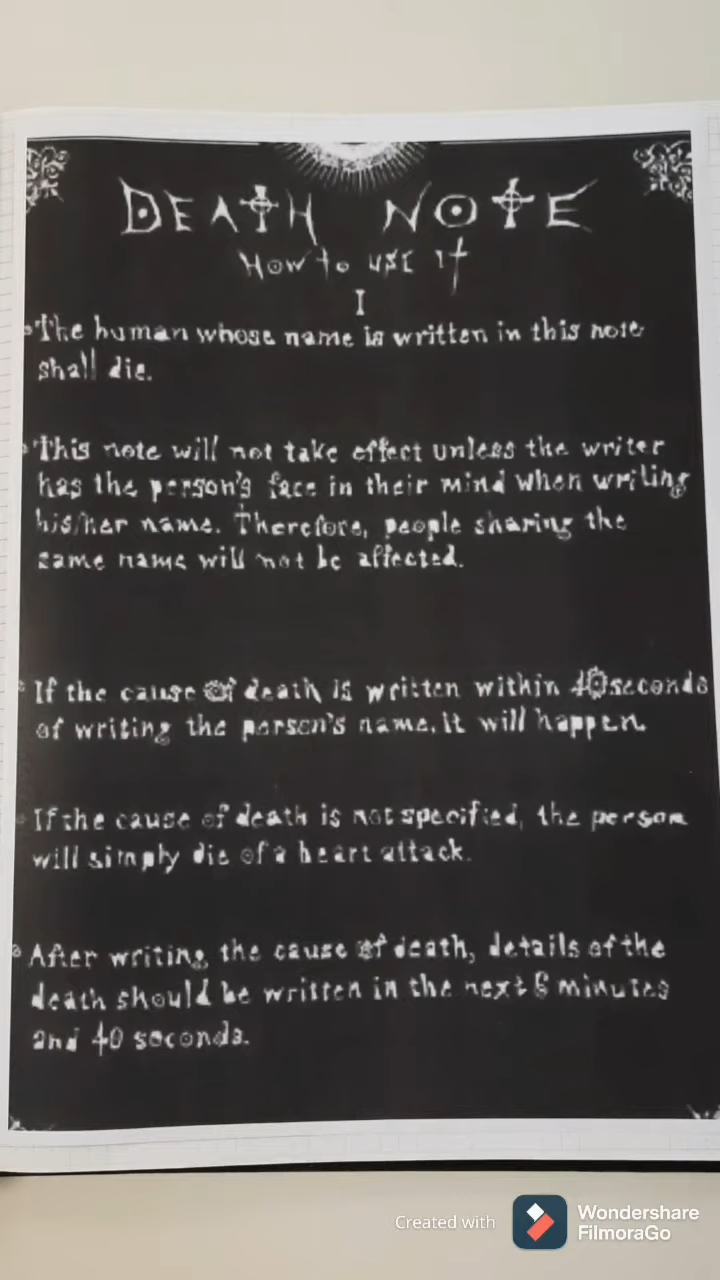 DEATH NOTE
How to use it
I
The human whose name is written in this note
shall die.
This note will not take effect unless the writer
has the person's face in their mind when writing
his/her name. Therefore, people sharing the
same name will not be affected.
If the cause of death is written within 40 seconds
of writing the person's name, it will happen.
If the cause of death is not specified, the person
will simply die of a heart attack.
After writing the cause of death, details of the
death should be written in the next 6 minutes
and 40 seconds.
Created with
Wondershare
FilmoraGo